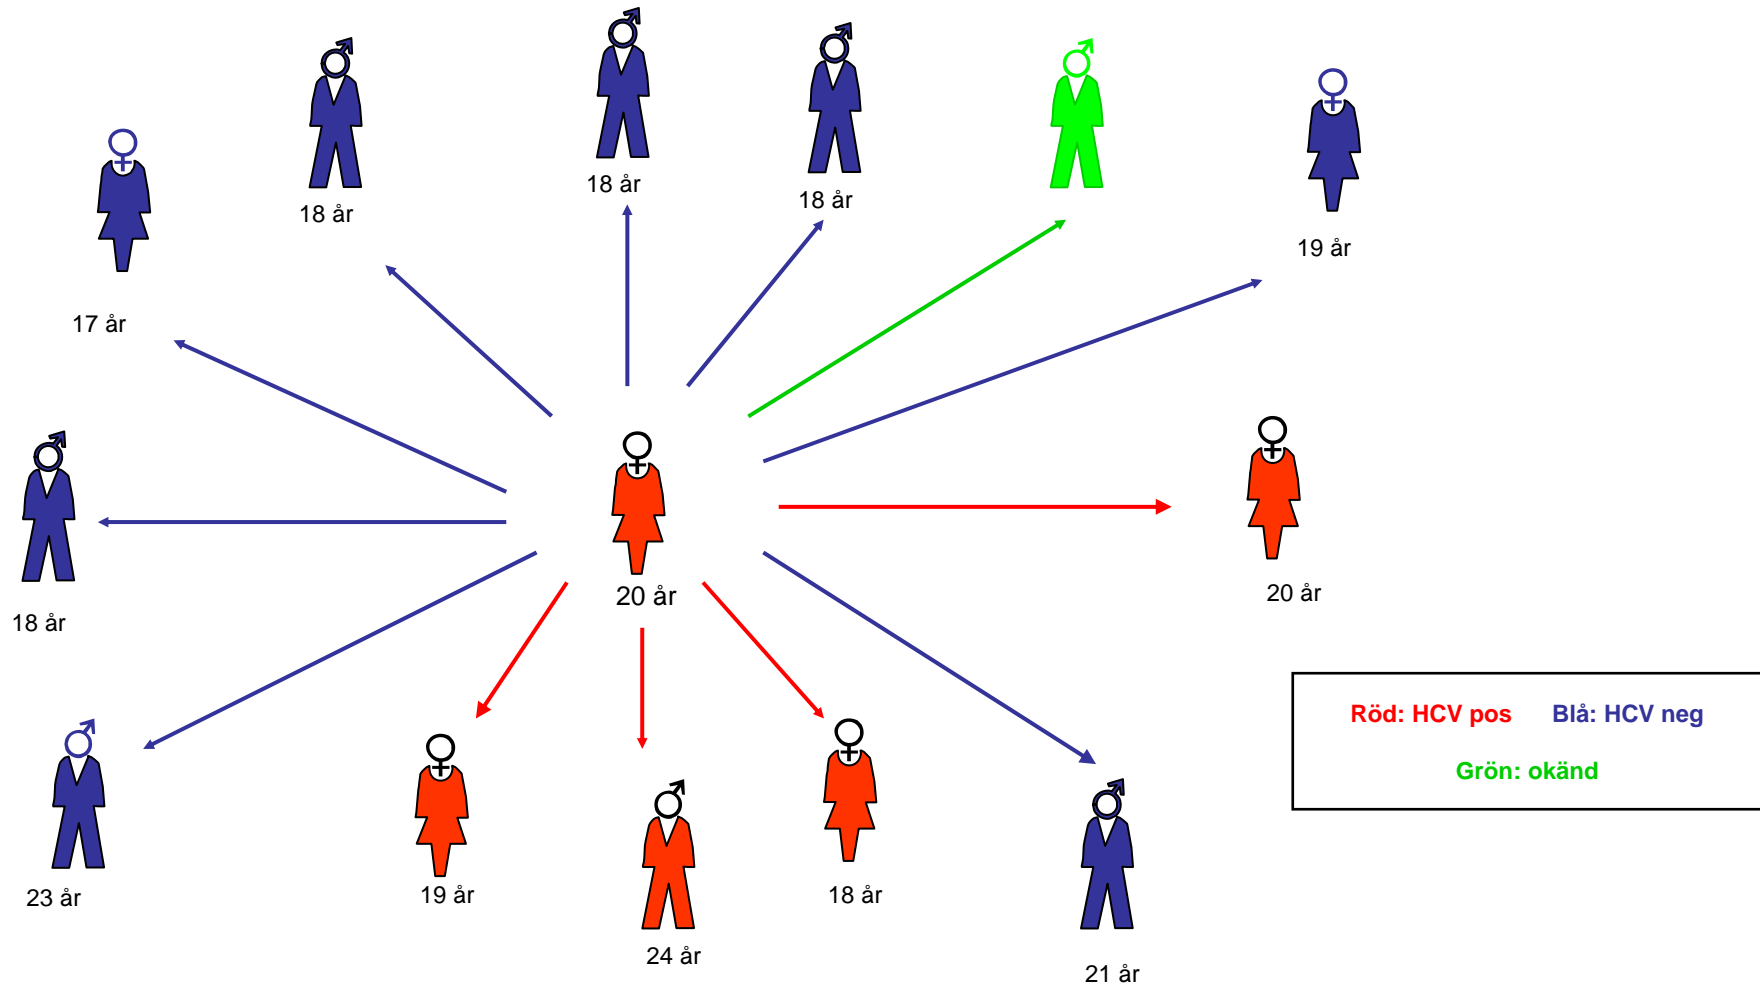 18 år
18 år
18 år
19 år
17 år
20 år
20 år
18 år
Röd: HCV pos Blå: HCV neg
Grön: okänd
23 år
19 år
18 år
24 år
21 år